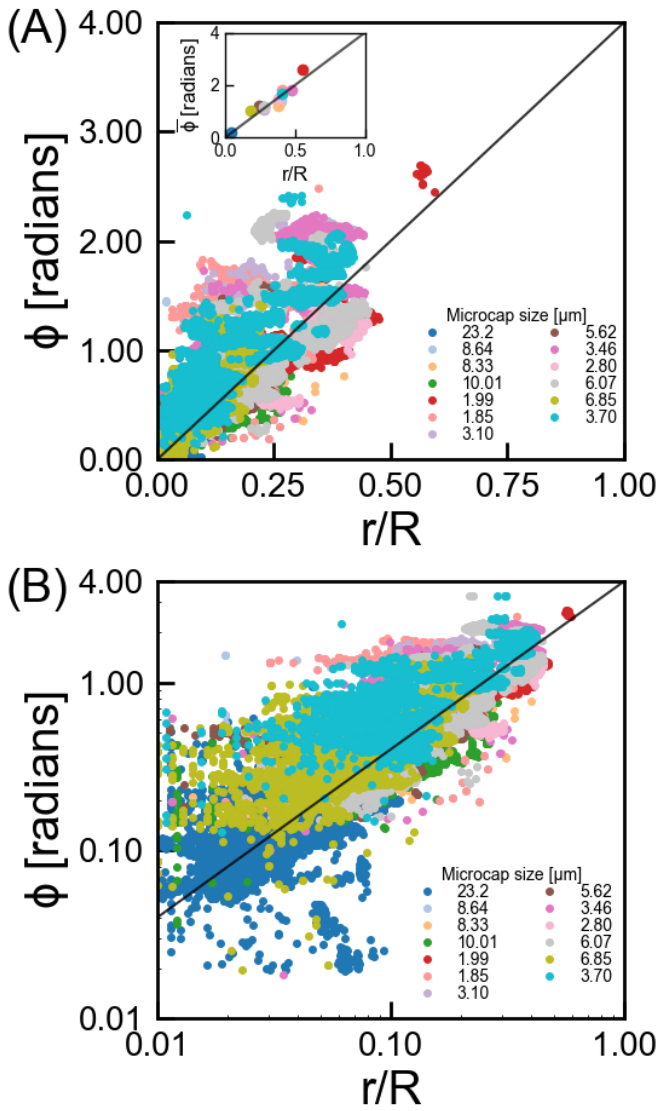 (A)
4.00
3.00
2.00
1.00
0.00
ϕ [radians]
4
2
0
ϕ̅ [radians]
0.0 0.5 1.0
r/R
Microcap size [µm]
23.2 5.62
8.64 3.46
8.33 2.80
10.01 6.07
1.99 6.85
1.85 3.70
3.10
0.00 0.25 0.50 0.75 1.00
r/R
(B)
4.00
1.00
0.10
0.01
ϕ [radians]
Microcap size [µm]
23.2 5.62
8.64 3.46
8.33 2.80
10.01 6.07
1.99 6.85
1.85 3.70
3.10
0.01 0.10 1.00
r/R